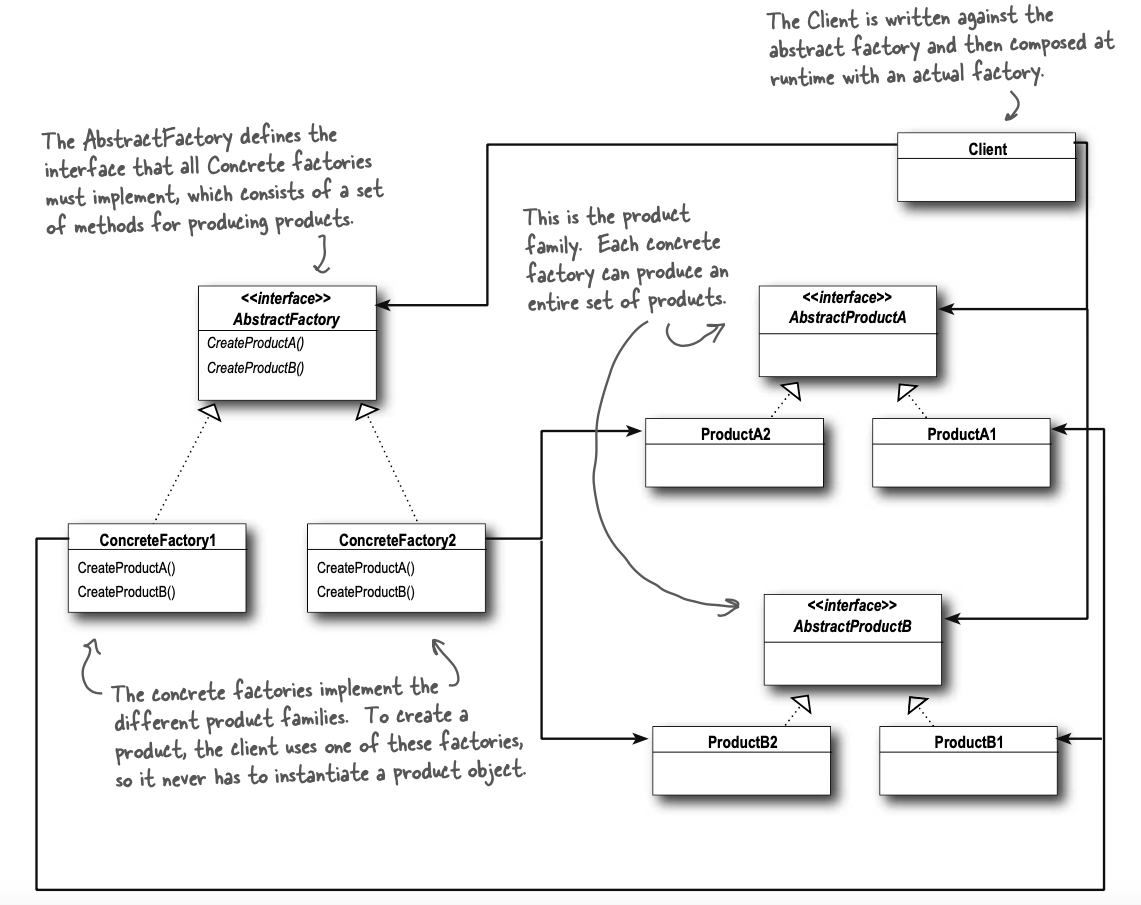 The Client is written against the
abstract factory and then composed at
runtime with an actual factory.
The AbstractFactory defines the
interface that all Concrete factories
must implement, which consists of a set
of methods for producing products.
Client
This is the product
family. Each concrete
factory can produce an
entire set of products.
<<interface>>
AbstractFactory
CreateProductA()
CreateProductB()
<<interface>>
AbstractProductA
ProductA2
ProductA1
ConcreteFactory1
CreateProductA()
CreateProductB()
ConcreteFactory2
CreateProductA()
CreateProductB()
<<interface>>
AbstractProductB
The concrete factories implement the
different product families. To create a
product, the client uses one of these factories,
so it never has to instantiate a product object.
ProductB2
ProductB1